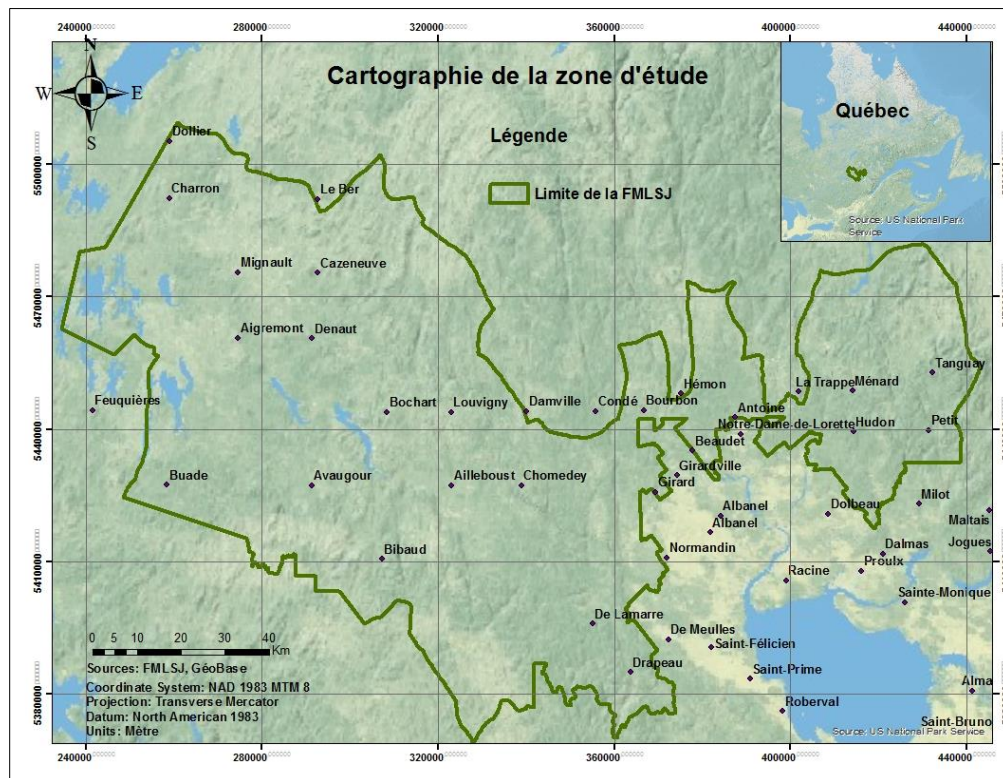 240000 280000 320000 360000 400000 440000
N
W E
S
Cartographie de la zone d'étude
Légende
Limite de la FMLSJ
Québec
Source: US National Park
Service
5500000
5470000
5440000
5410000
5380000
Dollier
Charron
Le Ber
Mignault
Cazeneuve
Aigremont
Denaut
Feuquières
Bochart
Louvigny
Damville
Condé
Bourbon
Hémon
La Trappe
Ménard
Tanguay
Antoine
Notre-Dame-de-Lorette
Hudon
Petit
Beaudet
Buade
Avaugour
Ailleboust
Chomedey
Girardville
Girard
Albanel
Albanel
Dolbeau
Milot
Maltais
Bibaud
Normandin
Dalmas
Jogues
Proulx
Racine
Sainte-Monique
De Lamarre
De Meulles
Saint-Félicien
Drapeau
Saint-Prime
Alma
Roberval
Saint-Bruno
0 5 10 20 30 40
Km
Sources: FMLSJ, GéoBase
Coordinate System: NAD 1983 MTM 8
Projection: Transverse Mercator
Datum: North American 1983
Units : Mètre
Source: US National Park Service
240000 280000 320000 360000 400000 440000